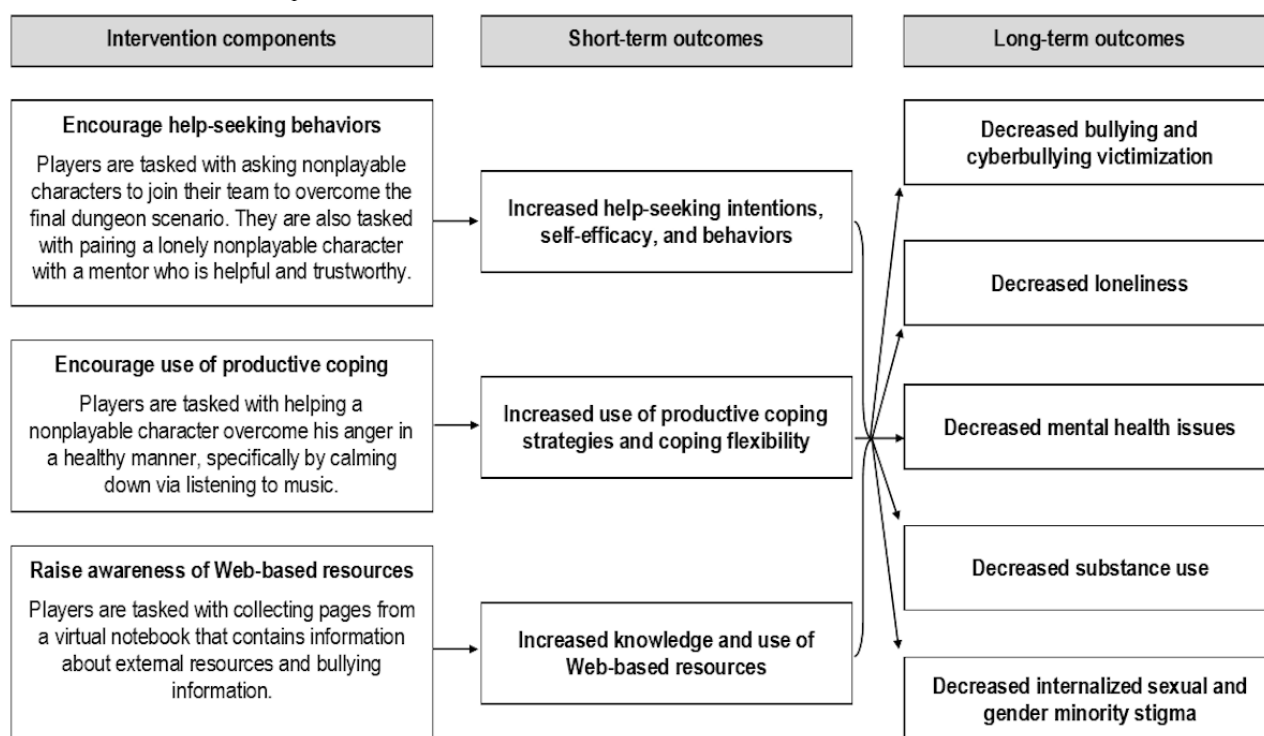 Intervention components
Short-term outcomes
Long-term outcomes
Encourage help-seeking behaviors
Players are tasked with asking nonplayable
characters to join their team to overcome the
final dungeon scenario. They are also tasked
with pairing a lonely nonplayable character
with a mentor who is helpful and trustworthy.
Encourage use of productive coping
Players are tasked with helping a
nonplayable character overcome his anger in
a healthy manner, specifically by calming
down via listening to music.
Raise awareness of Web-based resources
Players are tasked with collecting pages from
a virtual notebook that contains information
about external resources and bullying
information.
Increased help-seeking intentions,
self-efficacy, and behaviors
Increased use of productive coping
strategies and coping flexibility
Increased knowledge and use of
Web-based resources
Decreased bullying and
cyberbullying victimization
Decreased loneliness
Decreased mental health issues
Decreased substance use
Decreased internalized sexual and
gender minority stigma